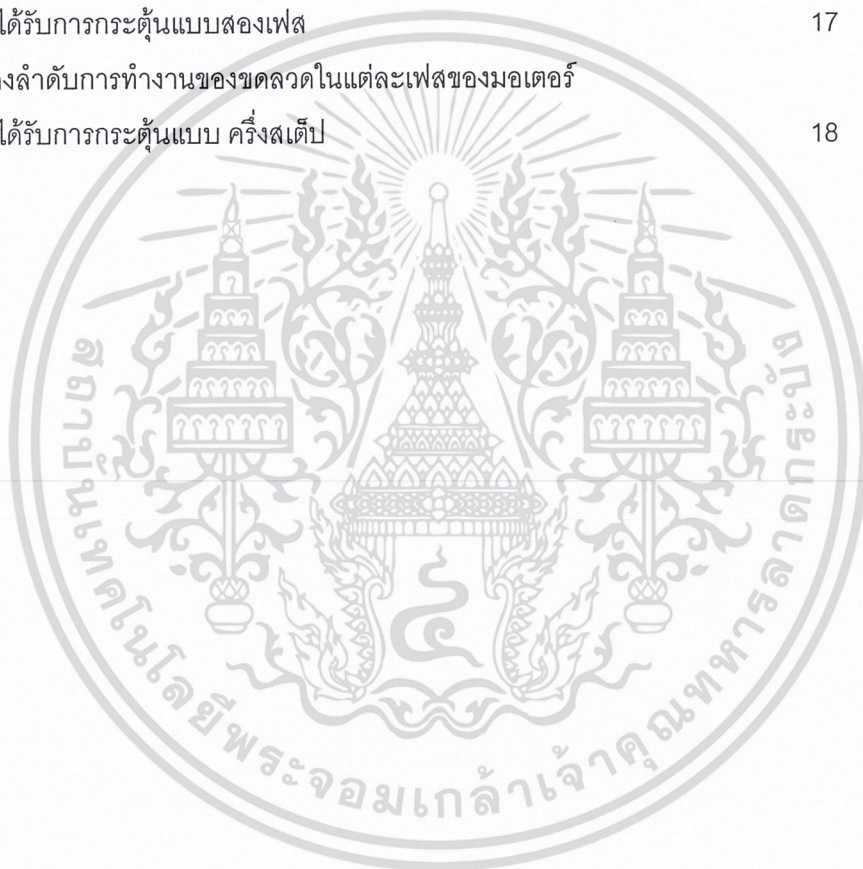 ได้รับการกระตุ้นแบบสองเฟส 17
งลำดับการทำงานของขดลวดในแต่ละเฟสของมอเตอร์
ได้รับการกระตุ้นแบบ ครึ่งสเต็ป 18
สถาบันเทคโนโลยีพระจอมเกล้าเจ้าคุณทหารลาดกระบัง
๔